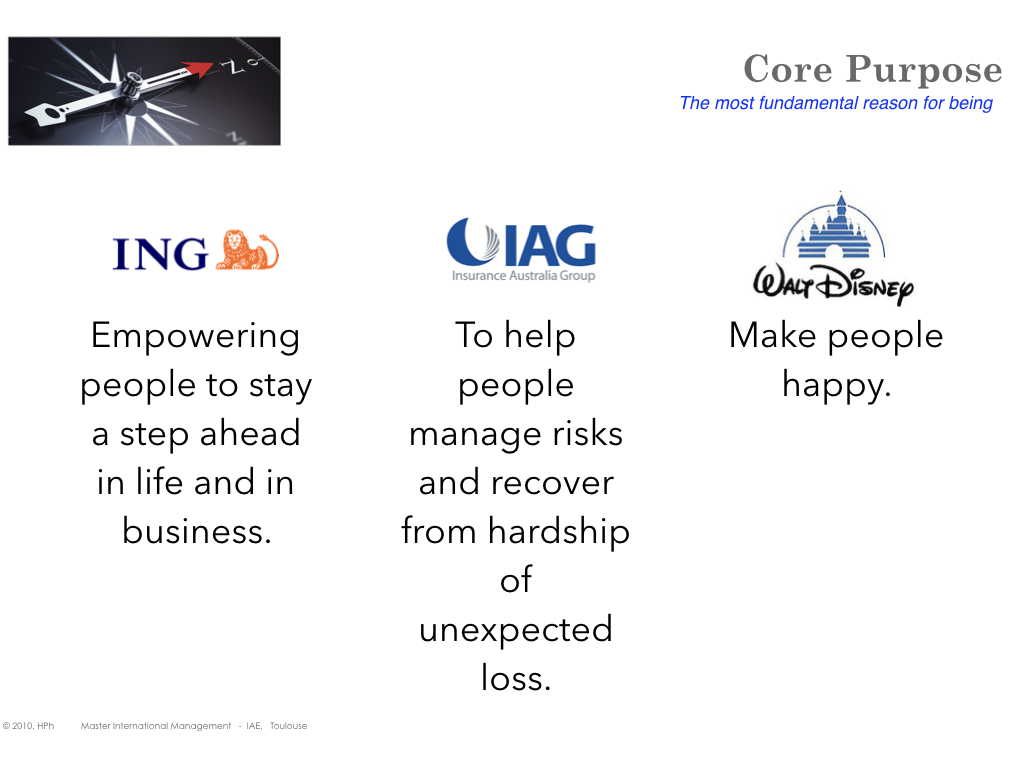 Core Purpose
The most fundamental reason for being
ING
IAG
Insurance Australia Group
WALT DISNEY
Empowering
people to stay
a step ahead
in life and in
business.
To help
people
manage risks
and recover
from hardship
of
unexpected
loss.
Make people
happy.
© 2010, HPh Master International Management - IAE, Toulouse